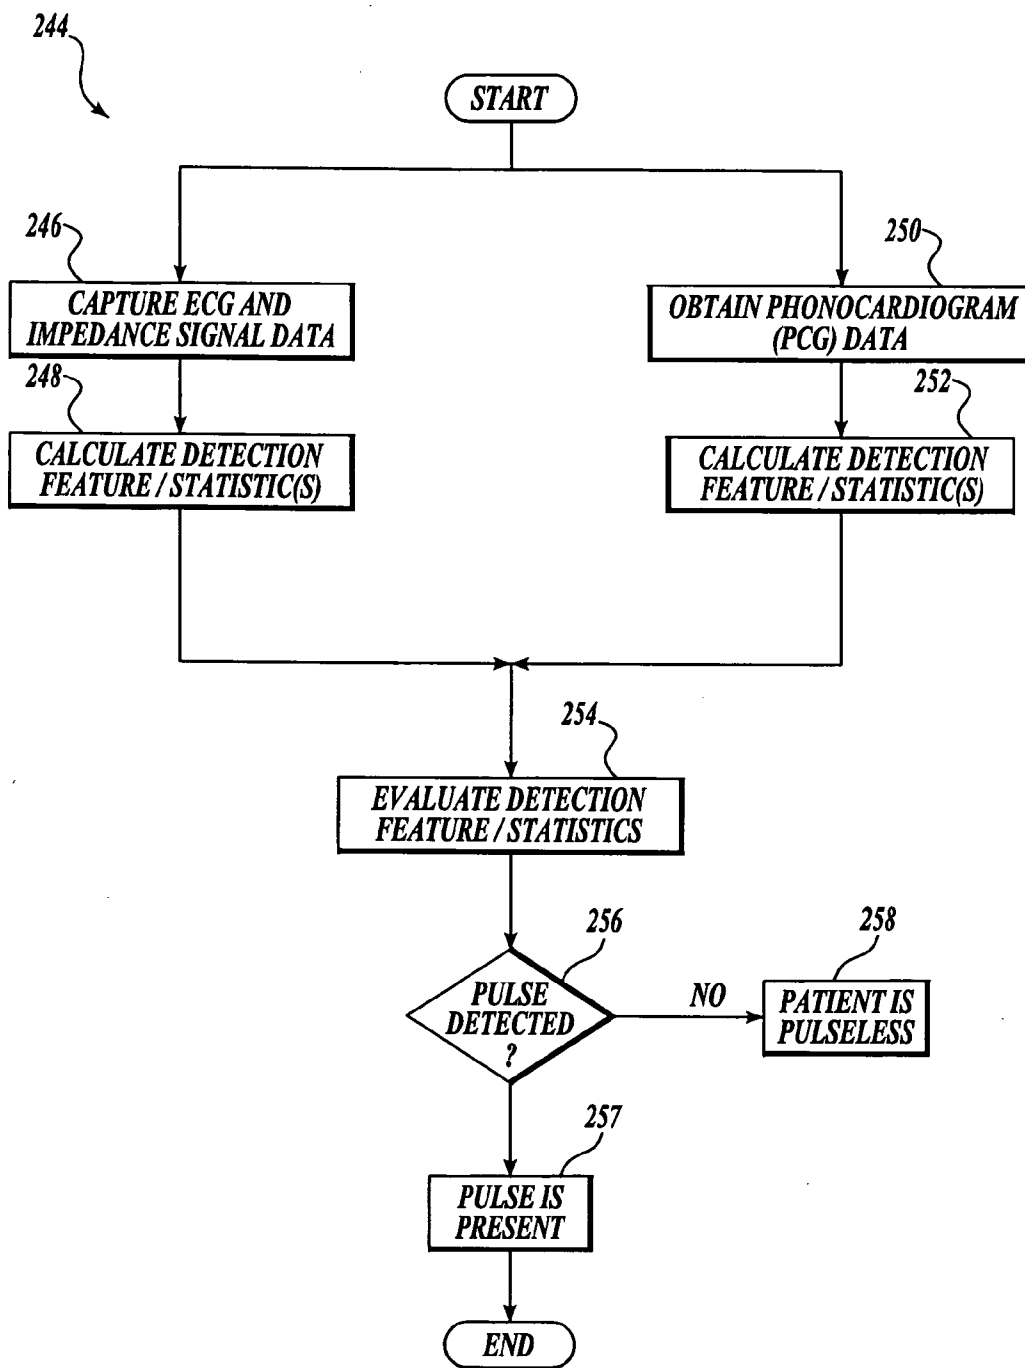 244
START
246
CAPTURE ECG AND
IMPEDANCE SIGNAL DATA
250
OBTAIN PHONOCARDIOGRAM
(PCG) DATA
248
CALCULATE DETECTION
FEATURE / STATISTIC(S)
252
CALCULATE DETECTION
FEATURE / STATISTIC(S)
254
EVALUATE DETECTION
FEATURE / STATISTICS
256
PULSE
DETECTED
?
NO
258
PATIENT IS
PULSELESS
257
PULSE IS
PRESENT
END